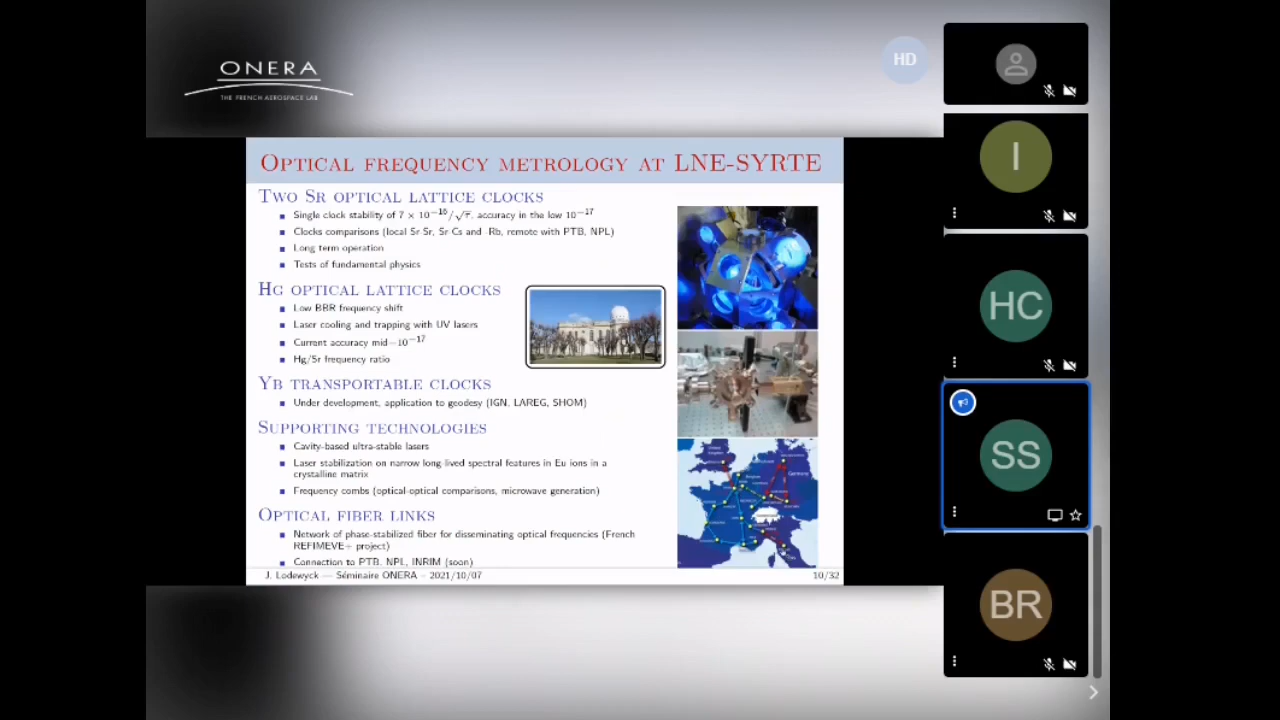 ONERA
THE FRENCH AEROSPACE LAB
HD
OPTICAL FREQUENCY METROLOGY AT LNE-SYRTE
TWO SR OPTICAL LATTICE CLOCKS
Single clock stability of 7 × 10⁻¹⁶/√τ, accuracy in the low 10⁻¹⁷
Clocks comparisons (local Sr Sr, Sr Cs and -Rb, remote with PTB, NPL)
Long term operation
Tests of fundamental physics
HG OPTICAL LATTICE CLOCKS
Low BBR frequency shift
Laser cooling and trapping with UV lasers
Current accuracy mid−10⁻¹⁷
Hg/Sr frequency ratio
YB TRANSPORTABLE CLOCKS
Under development, application to geodesy (IGN, LAREG, SHOM)
SUPPORTING TECHNOLOGIES
Cavity-based ultra-stable lasers
Laser stabilization on narrow long lived spectral features in Eu ions in a
crystalline matrix
Frequency combs (optical-optical comparisons, microwave generation)
OPTICAL FIBER LINKS
Network of phase-stabilized fiber for disseminating optical frequencies (French
REFIMEVE+ project)
Connection to PTB, NPL, INRIM (soon)
Germany
J. Lodewyck — Séminaire ONERA - 2021/10/07
10/32
I
HC
SS
BR